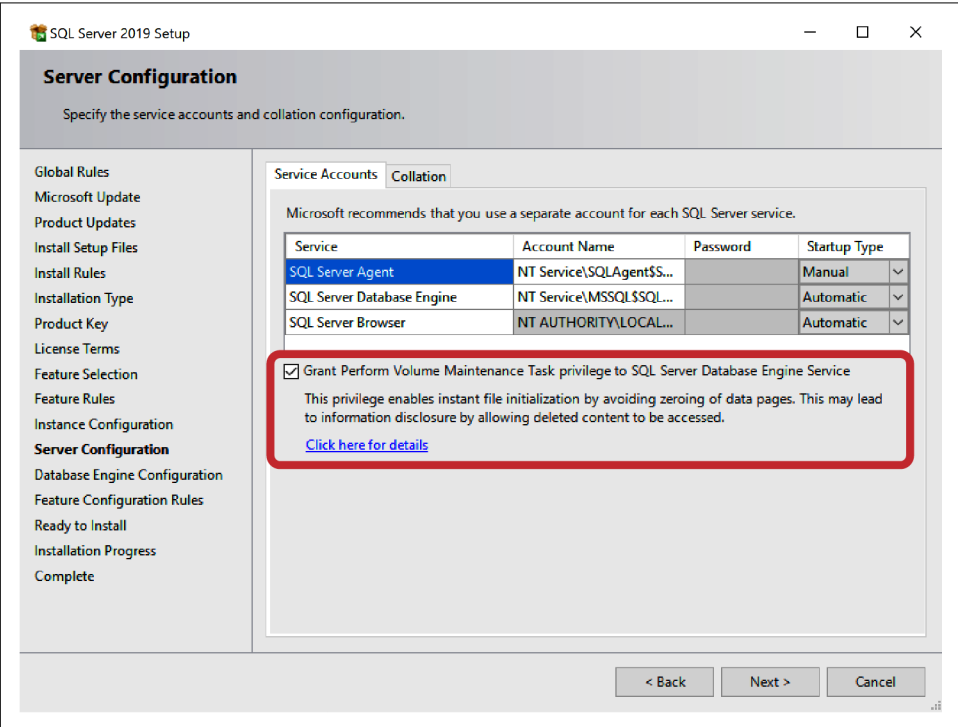 SQL Server 2019 Setup
Server Configuration
Specify the service accounts and collation configuration.
Global Rules
Microsoft Update
Product Updates
Install Setup Files
Install Rules
Installation Type
Product Key
License Terms
Feature Selection
Feature Rules
Instance Configuration
Server Configuration
Database Engine Configuration
Feature Configuration Rules
Ready to Install
Installation Progress
Complete
Service Accounts Collation
Microsoft recommends that you use a separate account for each SQL Server service.
Service Account Name Password Startup Type
SQL Server Agent NT Service\SQLAgent$S... Manual
SQL Server Database Engine NT Service\MSSQL$SQL... Automatic
SQL Server Browser NT AUTHORITY\LOCAL... Automatic
Grant Perform Volume Maintenance Task privilege to SQL Server Database Engine Service
This privilege enables instant file initialization by avoiding zeroing of data pages. This may lead
to information disclosure by allowing deleted content to be accessed.
Click here for details
< Back Next > Cancel